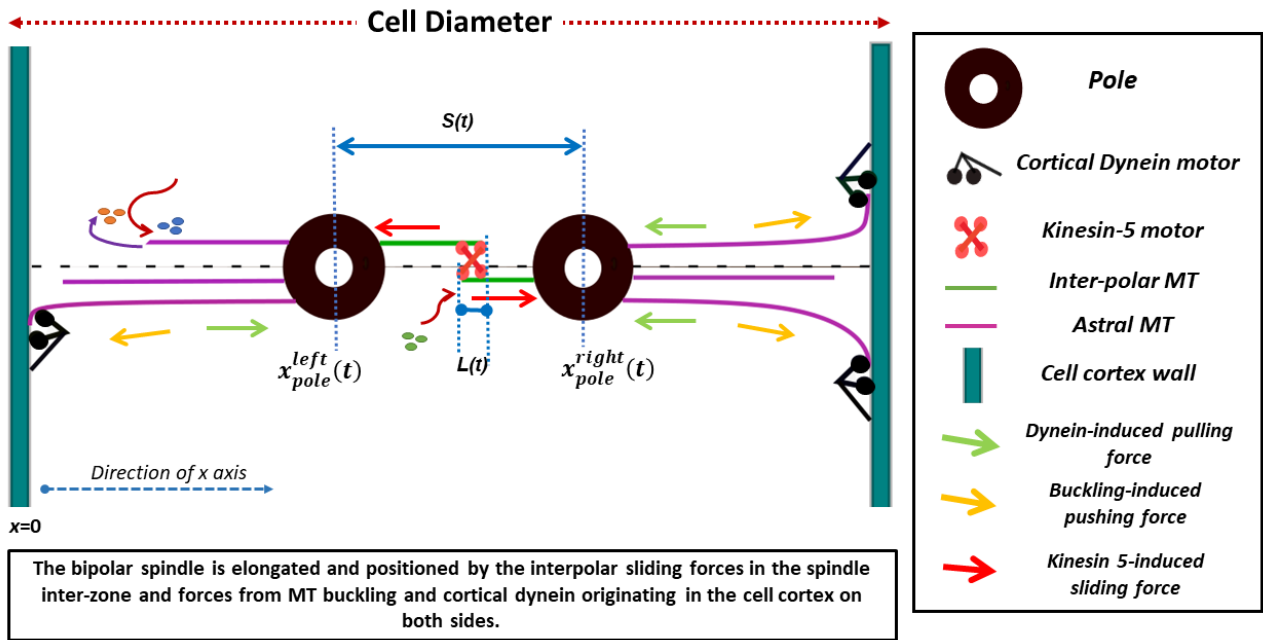 Cell Diameter
S(t)
x_pole^left(t)
L(t)
x_pole^right(t)
Direction of x axis
x=0
The bipolar spindle is elongated and positioned by the interpolar sliding forces in the spindle
inter-zone and forces from MT buckling and cortical dynein originating in the cell cortex on
both sides.
Pole
Cortical Dynein motor
Kinesin-5 motor
Inter-polar MT
Astral MT
Cell cortex wall
Dynein-induced pulling
force
Buckling-induced
pushing force
Kinesin 5-induced
sliding force